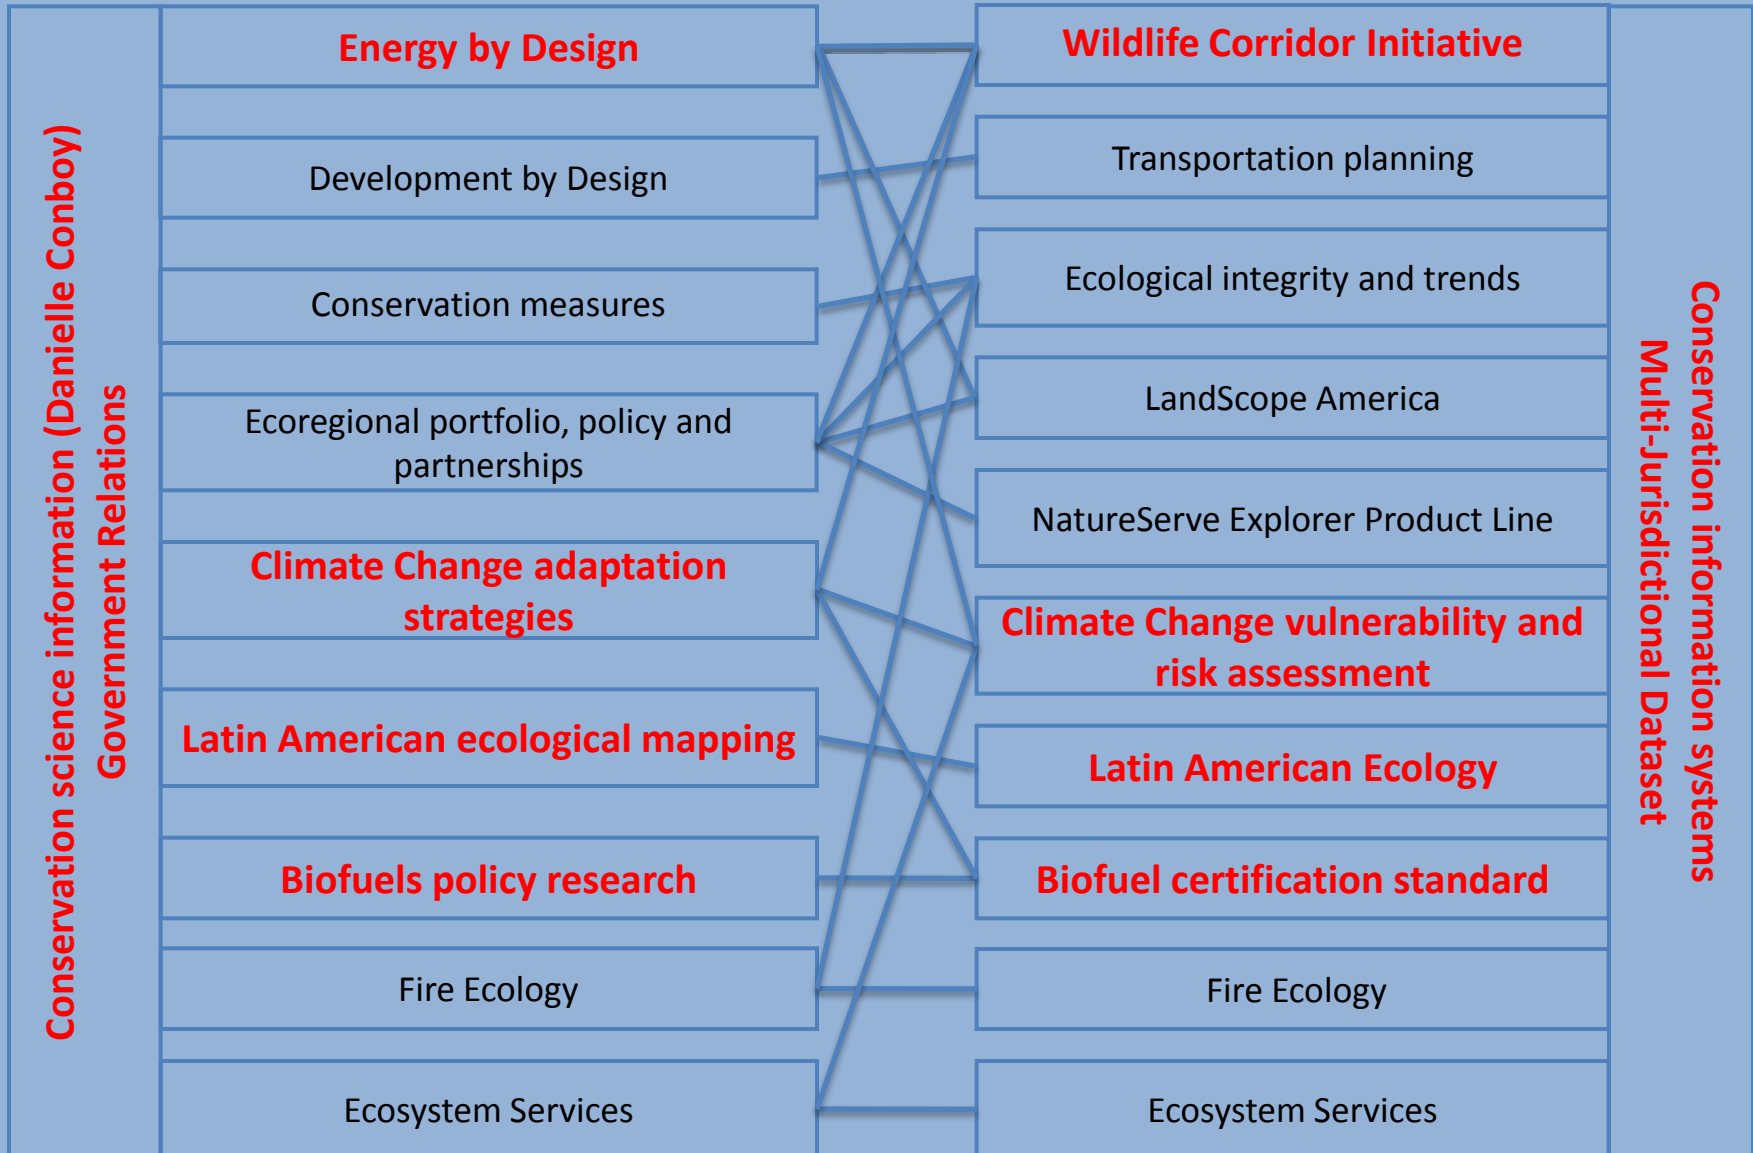 Conservation science information (Danielle Conboy)
Government Relations
Energy by Design
Development by Design
Conservation measures
Ecoregional portfolio, policy and
partnerships
Climate Change adaptation
strategies
Latin American ecological mapping
Biofuels policy research
Fire Ecology
Ecosystem Services
Wildlife Corridor Initiative
Transportation planning
Ecological integrity and trends
LandScope America
NatureServe Explorer Product Line
Climate Change vulnerability and
risk assessment
Latin American Ecology
Biofuel certification standard
Fire Ecology
Ecosystem Services
Conservation information systems
Multi-Jurisdictional Dataset